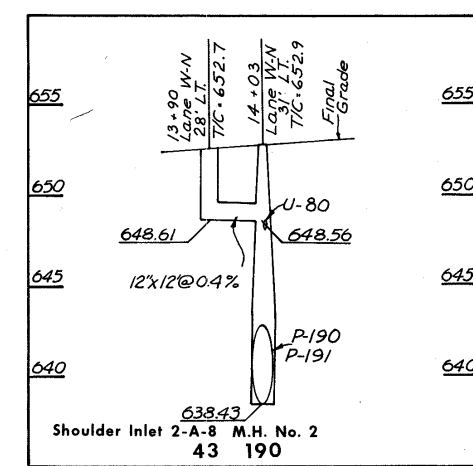 13+90
Lane W-N
28' LT.
T/C=652.7
14+03
Lane W-N
31' LT.
T/C=652.9
Final
Grade
655
655
650
650
U-80
648.61
648.56
645
645
12"x12'@0.4%
P-190
P-191
640
640
638.43
Shoulder Inlet 2-A-8 M.H. No. 2
43 190